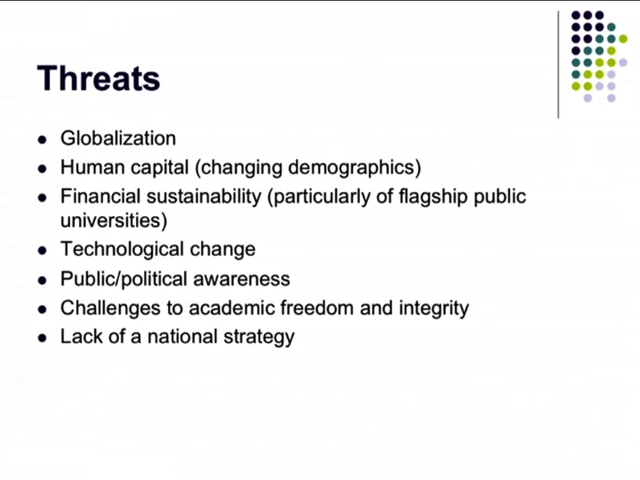 Threats
● Globalization
● Human capital (changing demographics)
● Financial sustainability (particularly of flagship public
universities)
● Technological change
● Public/political awareness
● Challenges to academic freedom and integrity
● Lack of a national strategy